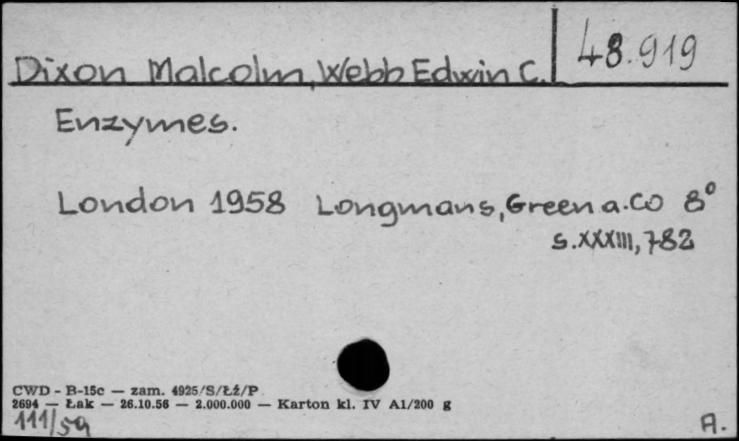 Dixon Malcolm, Webb Edwin C. 48.919
Enzymes.
London 1958 Longmans, Green a. Co 8°
s. XXXIII, 782
CWD - B-15c — zam. 4925/S/Łź/P
2694 — Łak — 26.10.56 — 2.000.000 — Karton kl. IV A1/200 g
111/59
A.